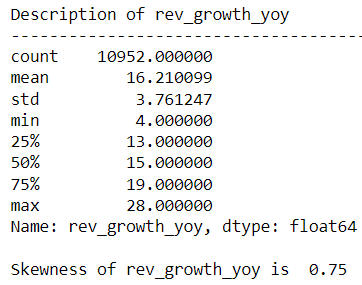 Description of rev_growth_yoy
-------------------------------------
count    10952.000000
mean        16.210099
std          3.761247
min          4.000000
25%         13.000000
50%         15.000000
75%         19.000000
max         28.000000
Name: rev_growth_yoy, dtype: float64
Skewness of rev_growth_yoy is  0.75